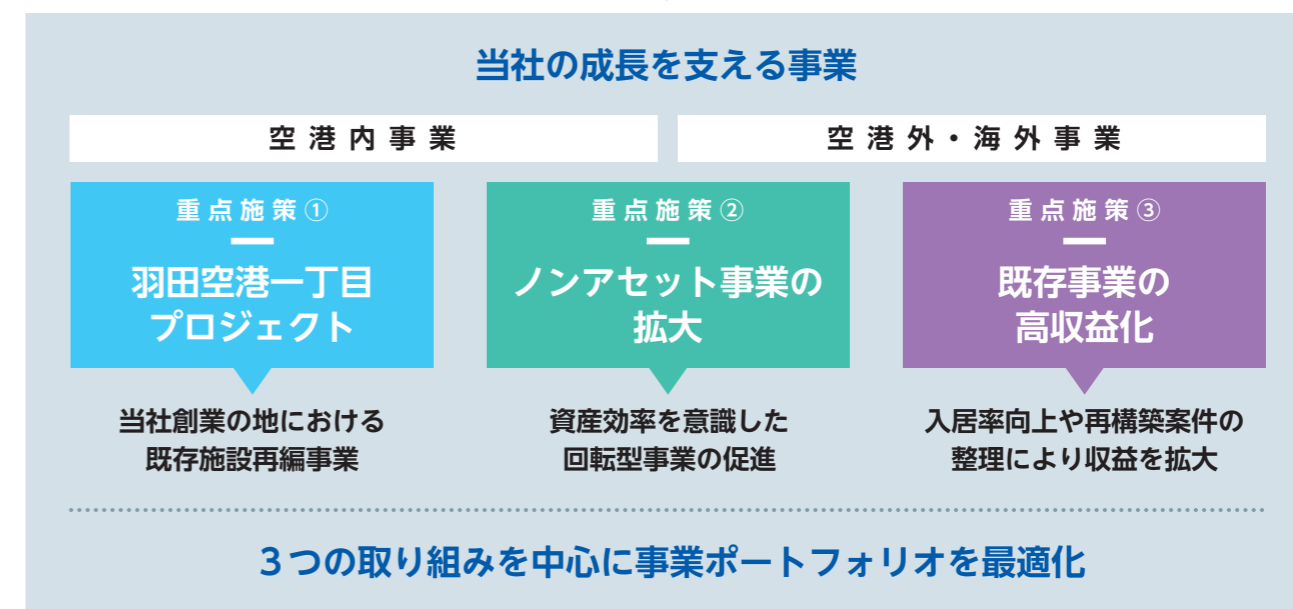 当社の成長を支える事業
空港内事業
空港外・海外事業
重点施策①
羽田空港一丁目
プロジェクト
当社創業の地における
既存施設再編事業
重点施策②
ノンアセット事業の
拡大
資産効率を意識した
回転型事業の促進
重点施策③
既存事業の
高収益化
入居率向上や再構築案件の
整理により収益を拡大
３つの取り組みを中心に事業ポートフォリオを最適化